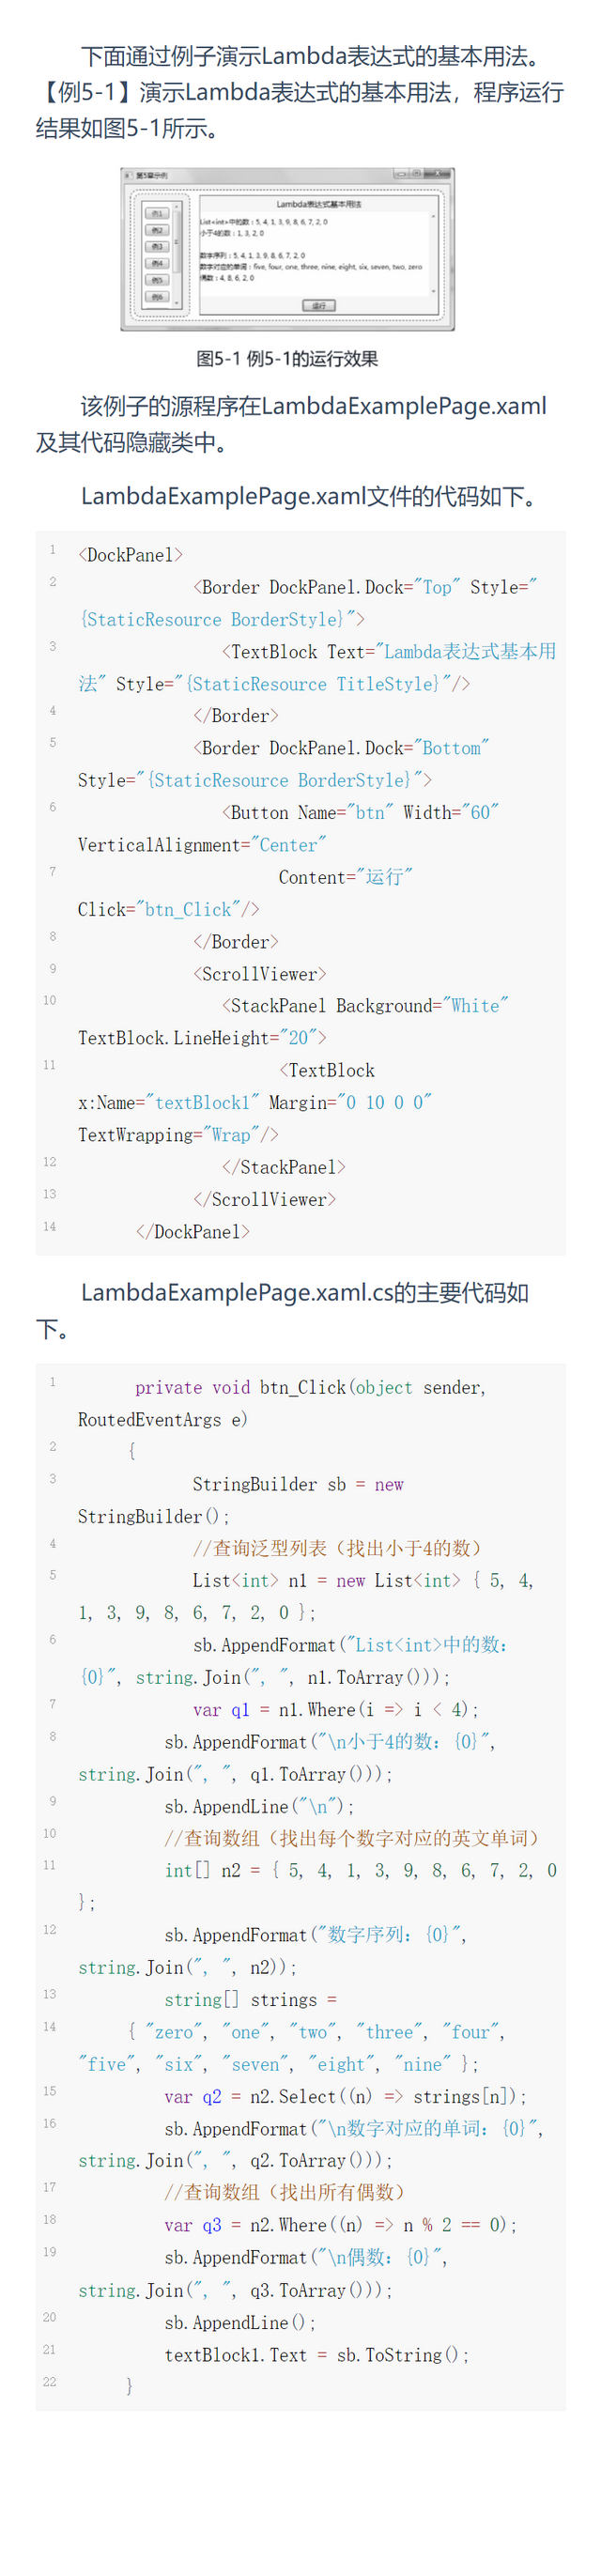 下面通过例子演示Lambda表达式的基本用法。
【例5-1】演示Lambda表达式的基本用法，程序运行
结果如图5-1所示。
第5章示例
例1
例2
例3
例4
例5
例6
Lambda表达式基本用法
List<int>中的数：5, 4, 1, 3, 9, 8, 6, 7, 2, 0
小于4的数：1, 3, 2, 0
数字序列：5, 4, 1, 3, 9, 8, 6, 7, 2, 0
数字对应的单词：five, four, one, three, nine, eight, six, seven, two, zero
偶数：4, 8, 6, 2, 0
运行
图5-1 例5-1的运行效果
该例子的源程序在LambdaExamplePage.xaml
及其代码隐藏类中。
LambdaExamplePage.xaml文件的代码如下。
1 <DockPanel>
2 <Border DockPanel.Dock="Top" Style="
{StaticResource BorderStyle}">
3 <TextBlock Text="Lambda表达式基本用
法" Style="{StaticResource TitleStyle}"/>
4 </Border>
5 <Border DockPanel.Dock="Bottom"
Style="{StaticResource BorderStyle}">
6 <Button Name="btn" Width="60"
VerticalAlignment="Center"
7 Content="运行"
Click="btn_Click"/>
8 </Border>
9 <ScrollViewer>
10 <StackPanel Background="White"
TextBlock.LineHeight="20">
11 <TextBlock
x:Name="textBlock1" Margin="0 10 0 0"
TextWrapping="Wrap"/>
12 </StackPanel>
13 </ScrollViewer>
14 </DockPanel>
LambdaExamplePage.xaml.cs的主要代码如
下。
1 private void btn_Click(object sender,
RoutedEventArgs e)
2 {
3 StringBuilder sb = new
StringBuilder();
4 //查询泛型列表（找出小于4的数）
5 List<int> n1 = new List<int> { 5, 4,
1, 3, 9, 8, 6, 7, 2, 0 };
6 sb.AppendFormat("List<int>中的数：
{0}", string.Join(", ", n1.ToArray()));
7 var q1 = n1.Where(i => i < 4);
8 sb.AppendFormat("\n小于4的数：{0}",
string.Join(", ", q1.ToArray()));
9 sb.AppendLine("\n");
10 //查询数组（找出每个数字对应的英文单词）
11 int[] n2 = { 5, 4, 1, 3, 9, 8, 6, 7, 2, 0
};
12 sb.AppendFormat("数字序列：{0}",
string.Join(", ", n2));
13 string[] strings =
14 { "zero", "one", "two", "three", "four",
"five", "six", "seven", "eight", "nine" };
15 var q2 = n2.Select((n) => strings[n]);
16 sb.AppendFormat("\n数字对应的单词：{0}",
string.Join(", ", q2.ToArray()));
17 //查询数组（找出所有偶数）
18 var q3 = n2.Where((n) => n % 2 == 0);
19 sb.AppendFormat("\n偶数：{0}",
string.Join(", ", q3.ToArray()));
20 sb.AppendLine();
21 textBlock1.Text = sb.ToString();
22 }